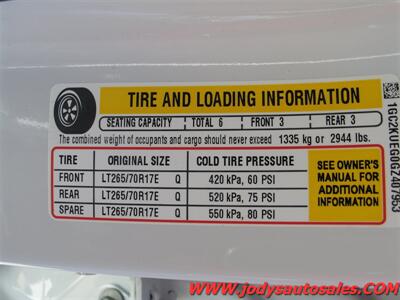 TIRE AND LOADING INFORMATION
SEATING CAPACITY TOTAL 6 FRONT 3 REAR 3
The combined weight of occupants and cargo should never exceed 1335 kg or 2944 lbs.
TIRE ORIGINAL SIZE COLD TIRE PRESSURE
FRONT LT265/70R17E Q 420 kPa, 60 PSI
REAR LT265/70R17E Q 520 kPa, 75 PSI
SPARE LT265/70R17E Q 550 kPa, 80 PSI
SEE OWNER'S
MANUAL FOR
ADDITIONAL
INFORMATION
1GC2KUEG06Z407953
www.jodysautosales.com